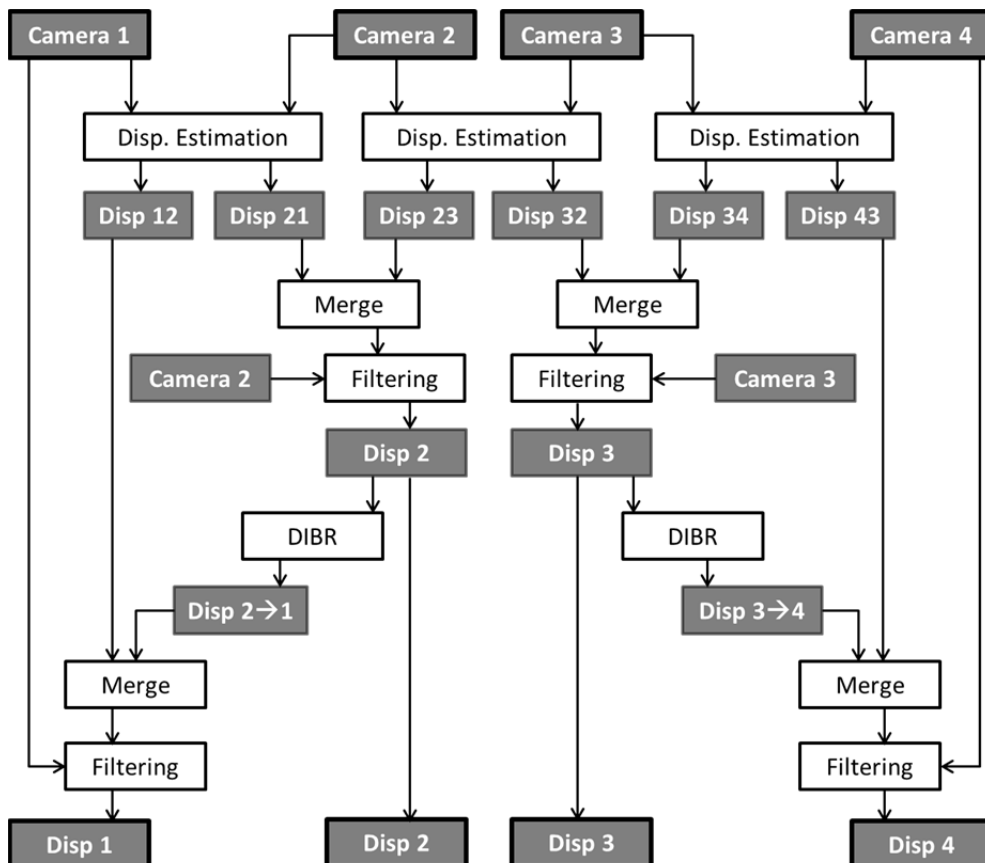 Camera 1
Camera 2
Camera 3
Camera 4
Disp. Estimation
Disp. Estimation
Disp. Estimation
Disp 12
Disp 21
Disp 23
Disp 32
Disp 34
Disp 43
Merge
Merge
Camera 2
Filtering
Filtering
Camera 3
Disp 2
Disp 3
DIBR
DIBR
Disp 2→1
Disp 3→4
Merge
Merge
Filtering
Filtering
Disp 1
Disp 2
Disp 3
Disp 4